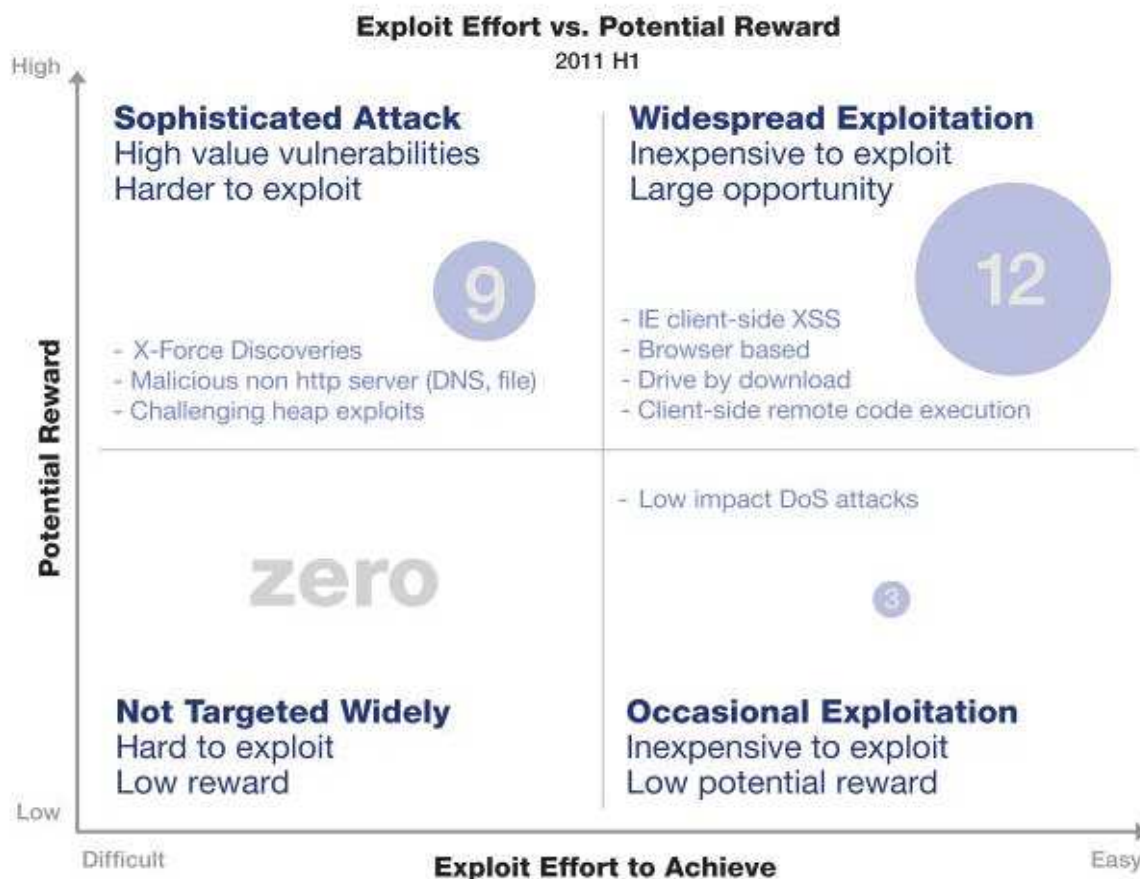 Exploit Effort vs. Potential Reward
2011 H1
High
Sophisticated Attack
High value vulnerabilities
Harder to exploit
9
- X-Force Discoveries
- Malicious non http server (DNS, file)
- Challenging heap exploits
Widespread Exploitation
Inexpensive to exploit
Large opportunity
12
- IE client-side XSS
- Browser based
- Drive by download
- Client-side remote code execution
Potential Reward
zero
Not Targeted Widely
Hard to exploit
Low reward
- Low impact DoS attacks
3
Occasional Exploitation
Inexpensive to exploit
Low potential reward
Low
Difficult
Exploit Effort to Achieve
Easy